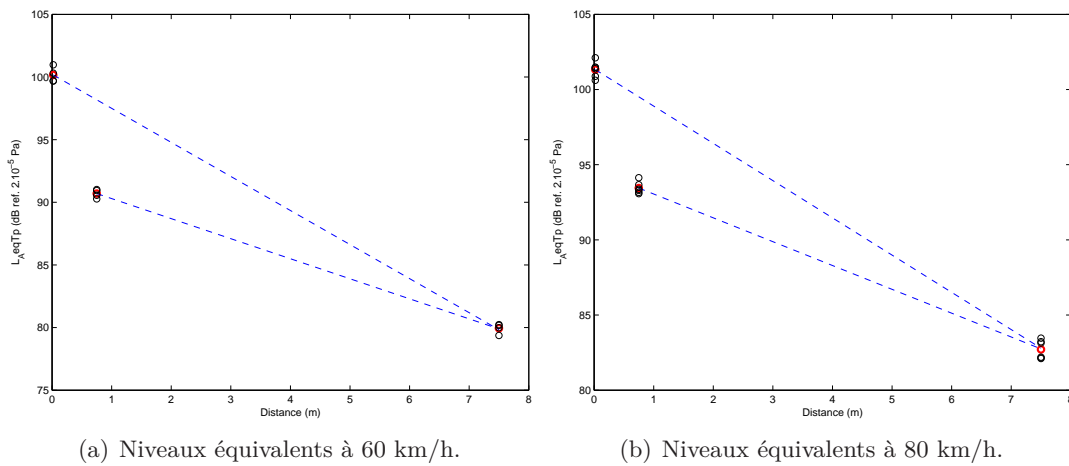 105
100
95
90
85
80
75
L_AeqTp (dB ref. 2.10⁻⁵ Pa)
0 1 2 3 4 5 6 7 8
Distance (m)
(a) Niveaux équivalents à 60 km/h.
105
100
95
90
85
80
L_AeqTp (dB ref. 2.10⁻⁵ Pa)
0 1 2 3 4 5 6 7 8
Distance (m)
(b) Niveaux équivalents à 80 km/h.